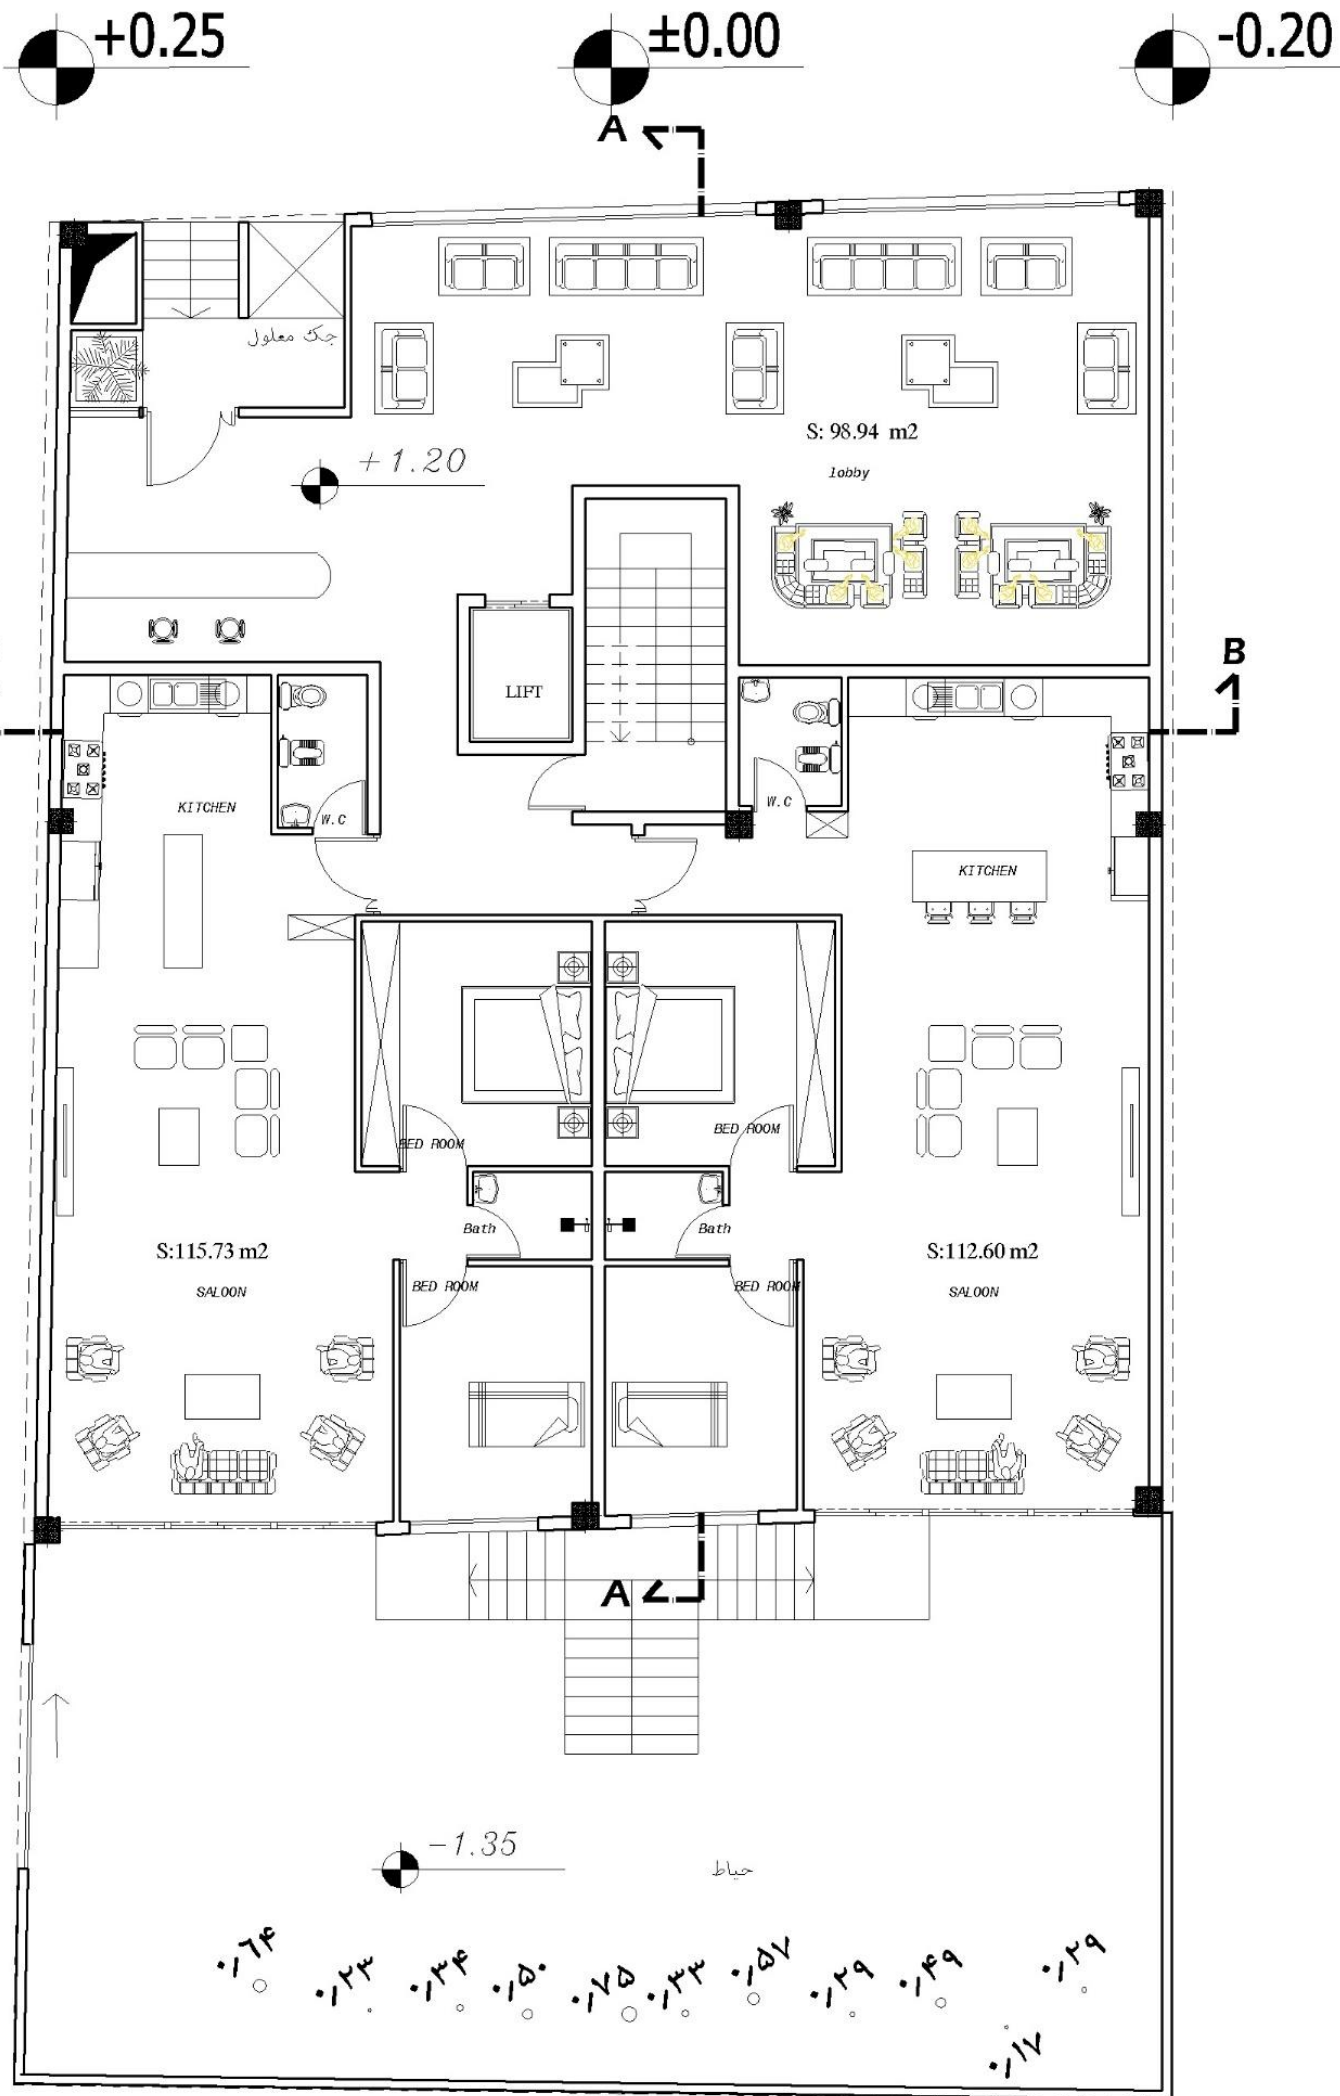 +0.25
±0.00
-0.20
A
جک معلول
S: 98.94 m2
lobby
+1.20
B
LIFT
KITCHEN
W.C
W.C
KITCHEN
BED ROOM
BED ROOM
Bath
Bath
S:115.73 m2
SALOON
S:112.60 m2
SALOON
BED ROOM
BED ROOM
A
-1.35
حیاط
۰٫۶۴
۰٫۲۳
۰٫۳۴
۰٫۵۰
۰٫۷۵
۰٫۳۳
۰٫۵۷
۰٫۲۹
۰٫۴۹
۰٫۲۹
۰٫۱۷